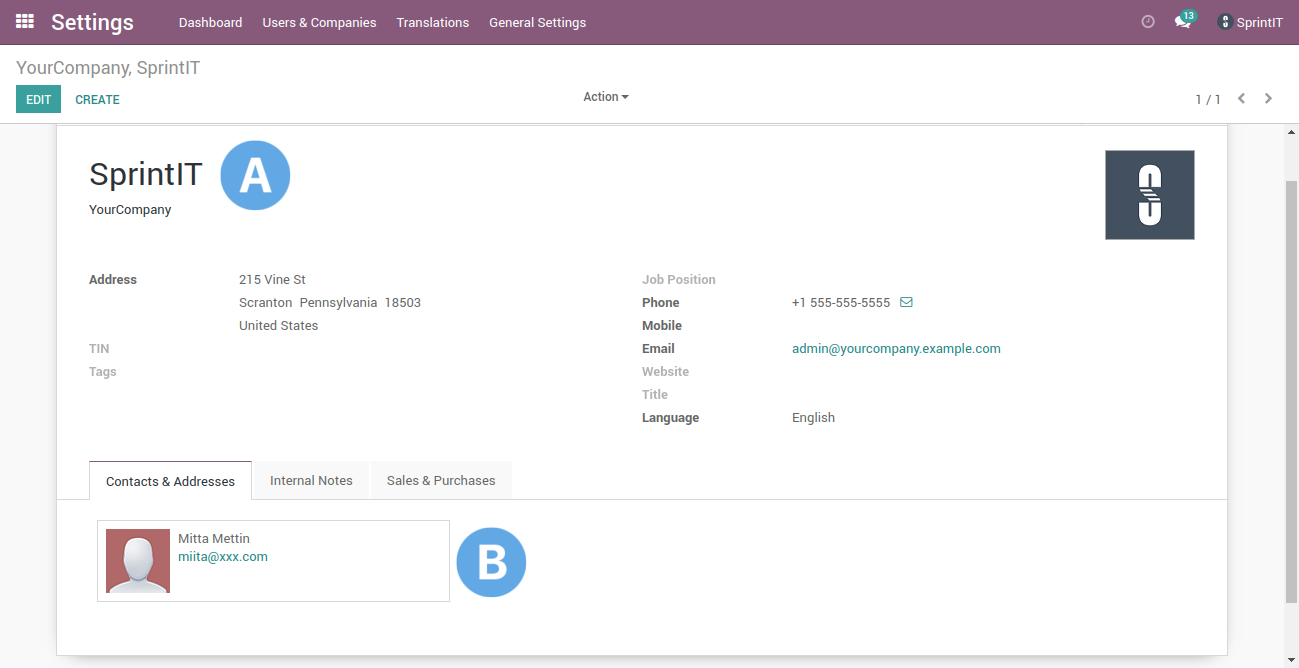 Settings Dashboard Users & Companies Translations General Settings 13 SprintIT
YourCompany, SprintIT
EDIT CREATE Action 1 / 1
SprintIT A
YourCompany
Address 215 Vine St Job Position
Scranton Pennsylvania 18503 Phone +1 555-555-5555
United States Mobile
TIN Email admin@yourcompany.example.com
Tags Website
Title
Language English
Contacts & Addresses Internal Notes Sales & Purchases
Mitta Mettin
miita@xxx.com
B